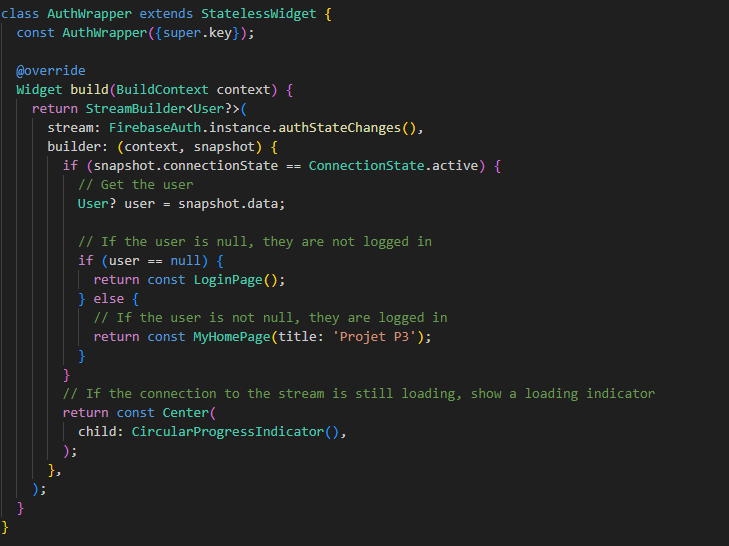 class AuthWrapper extends StatelessWidget {
  const AuthWrapper({super.key});

  @override
  Widget build(BuildContext context) {
    return StreamBuilder<User?>(
      stream: FirebaseAuth.instance.authStateChanges(),
      builder: (context, snapshot) {
        if (snapshot.connectionState == ConnectionState.active) {
          // Get the user
          User? user = snapshot.data;

          // If the user is null, they are not logged in
          if (user == null) {
            return const LoginPage();
          } else {
            // If the user is not null, they are logged in
            return const MyHomePage(title: 'Projet P3');
          }
        }
        // If the connection to the stream is still loading, show a loading indicator
        return const Center(
          child: CircularProgressIndicator(),
        );
      },
    );
  }
}